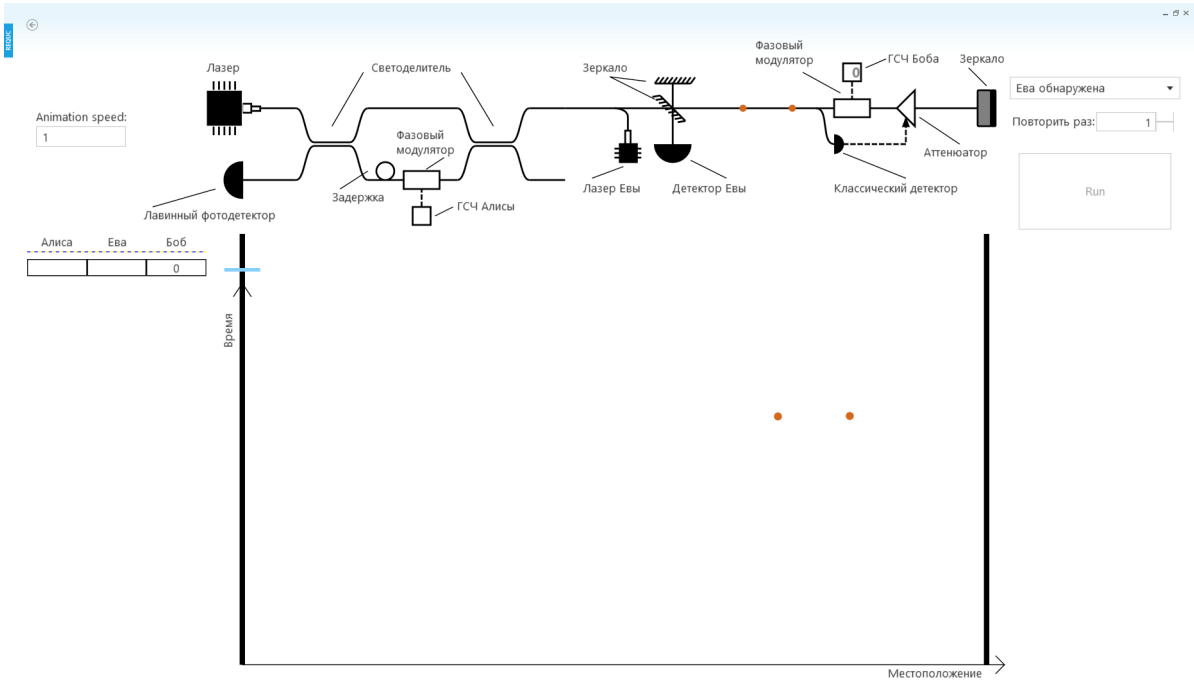 REQUC
Лазер
Светоделитель
Зеркало
Фазовый
модулятор
ГСЧ Боба
Зеркало
0
Ева обнаружена
Animation speed:
1
Повторить раз:
1
Фазовый
модулятор
Аттенюатор
Run
Задержка
Лазер Евы
Детектор Евы
Классический детектор
ГСЧ Алисы
Лавинный фотодетектор
Алиса
Ева
Боб
0
Время
Местоположение